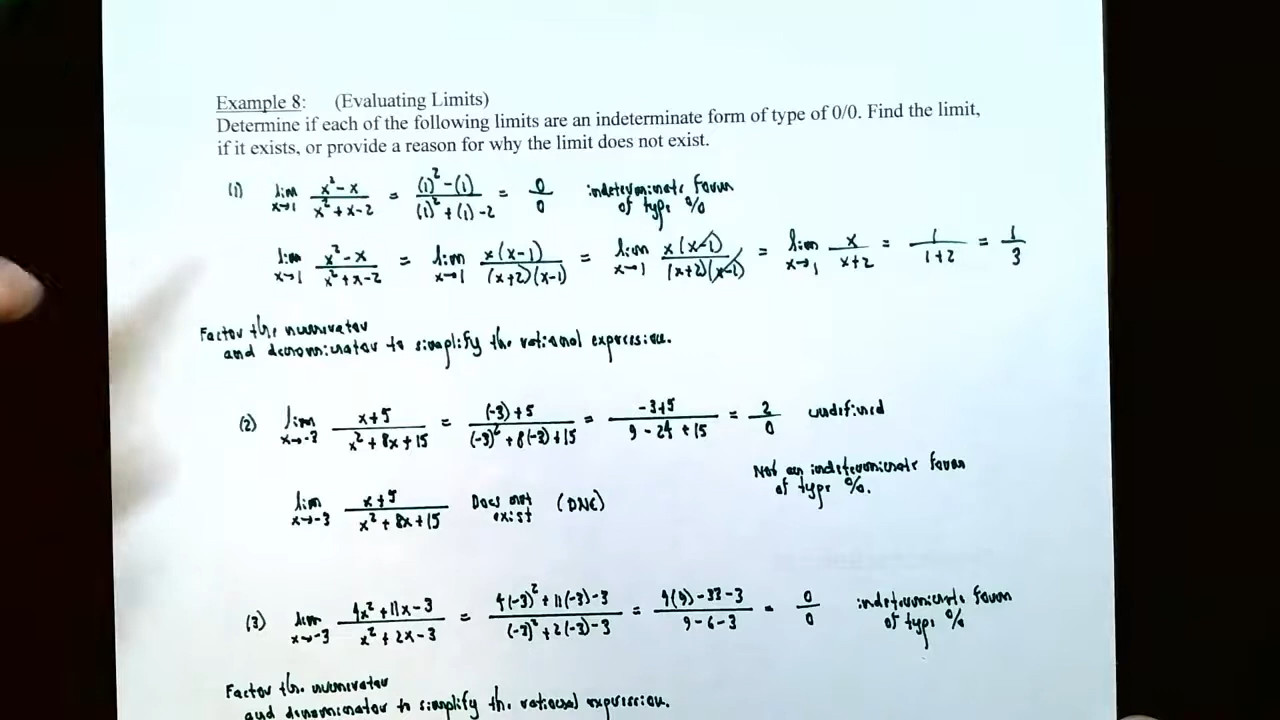 Example 8: (Evaluating Limits)
Determine if each of the following limits are an indeterminate form of type of 0/0. Find the limit,
if it exists, or provide a reason for why the limit does not exist.
(1) lim x→1 (x²-x)/(x²+x-2) = ((1)²-(1))/((1)²+(1)-2) = 0/0 indeterminate form
of type 0/0
lim x→1 (x²-x)/(x²+x-2) = lim x→1 (x(x-1))/((x+2)(x-1)) = lim x→1 (x(x-1))/((x+2)(x-1)) = lim x→1 x/(x+2) = 1/(1+2) = 1/3
Factor the numerator
and denominator to simplify the rational expression.
(2) lim x→-3 (x+5)/(x²+8x+15) = ((-3)+5)/((-3)²+8(-3)+15) = (-3+5)/(9-24+15) = 2/0 undefined
Not an indeterminate form
of type 0/0.
lim x→-3 (x+5)/(x²+8x+15) Does not
exist (DNE)
(3) lim x→-3 (4x²+11x-3)/(x²+2x-3) = (4(-3)²+11(-3)-3)/((-3)²+2(-3)-3) = (4(9)-33-3)/(9-6-3) = 0/0 indeterminate form
of type 0/0
Factor the numerator
and denominator to simplify the rational expression.